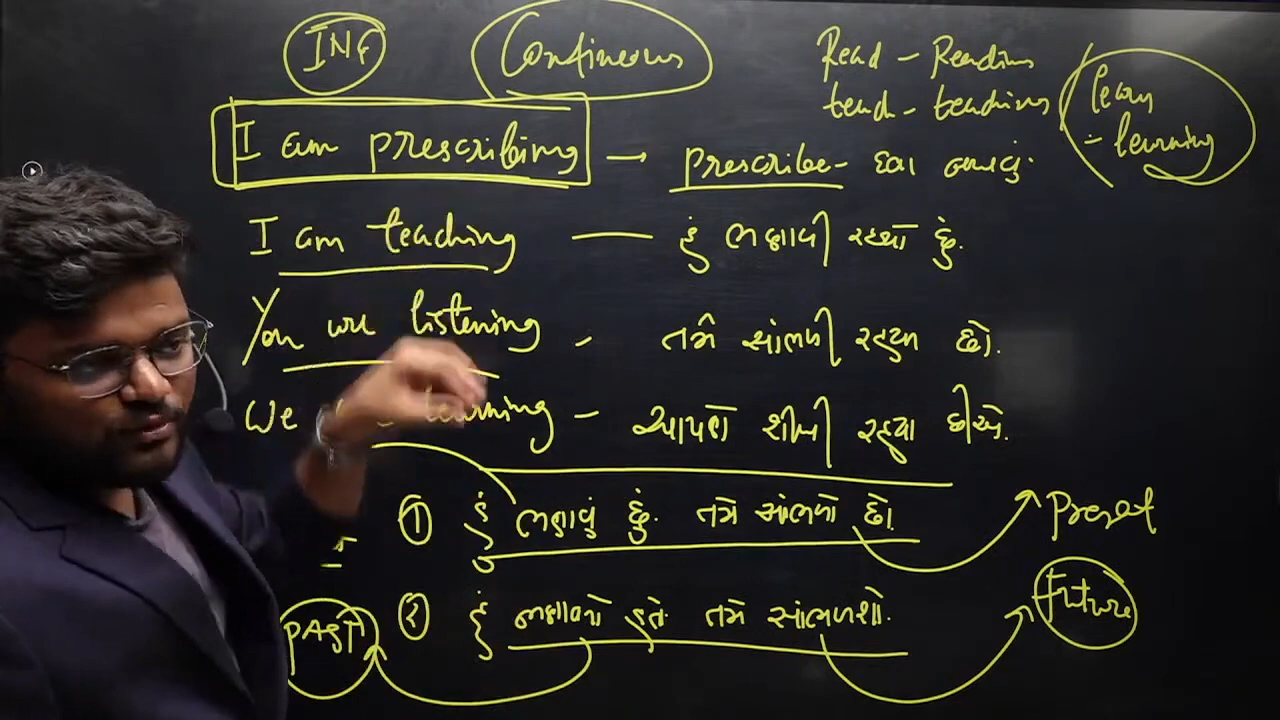 ING Continuous Read - Reading
teach - teaching learn - learning
I am prescribing → prescribe - દવા
I am teaching — હું ભણાવી રહ્યો છું.
You are listening - તમે સાંભળી રહ્યા છો.
We learning - આપણે શીખી રહ્યા છીએ.
① હું ભણાવું છું. તમે સાંભળો છો. Present
PAST ② હું ભણાવતો હતો. તમે સાંભળશો. Future